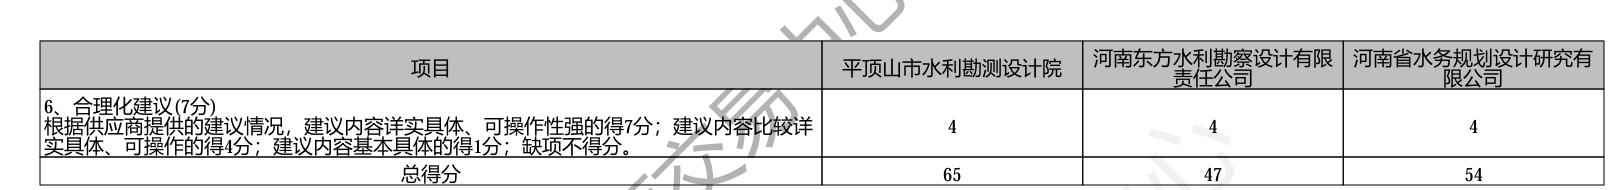 项目
平顶山市水利勘测设计院
河南东方水利勘察设计有限
责任公司
河南省水务规划设计研究有
限公司
6、合理化建议(7分)
根据供应商提供的建议情况，建议内容详实具体、可操作性强的得7分；建议内容比较详
实具体、可操作的得4分；建议内容基本具体的得1分；缺项不得分。
4
4
4
总得分
65
47
54
交易中心
心